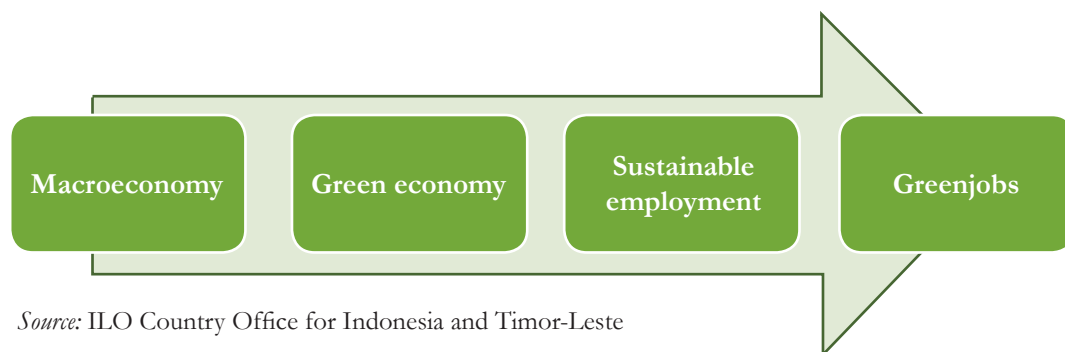 Macroeconomy
Green economy
Sustainable
employment
Greenjobs
Source: ILO Country Office for Indonesia and Timor-Leste